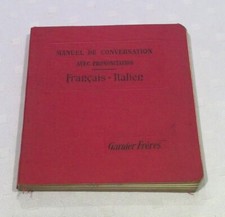 MANUEL DE CONVERSATION
AVEC PRONONCIATION
Français - Italien
Garnier Frères